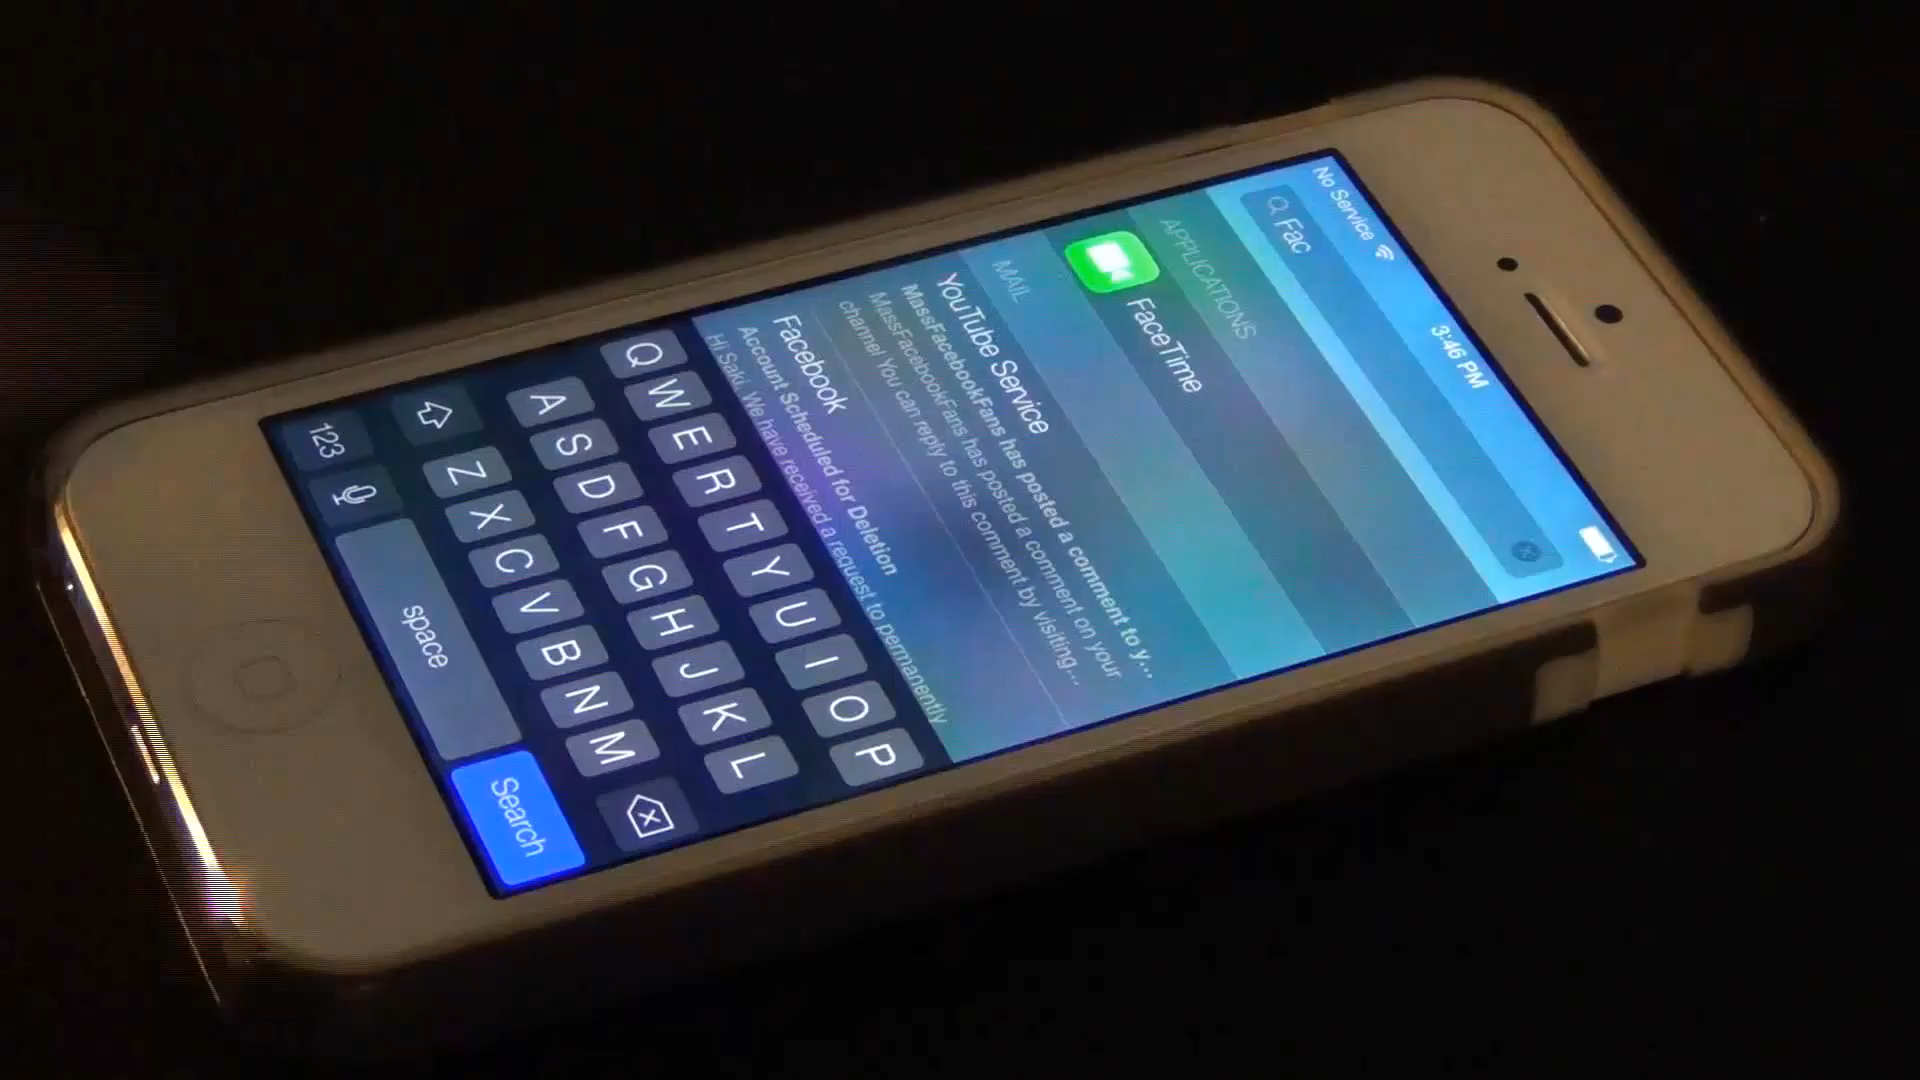 No Service 3:46 PM
Fac
APPLICATIONS
FaceTime
MAIL
YouTube Service
MassFacebookFans has posted a comment to y...
MassFacebookFans has posted a comment on your
channel You can reply to this comment by visiting...
Facebook
Account Scheduled for Deletion
Hi Saki, We have received a request to permanently
Q W E R T Y U I O P
A S D F G H J K L
Z X C V B N M
123 space Search